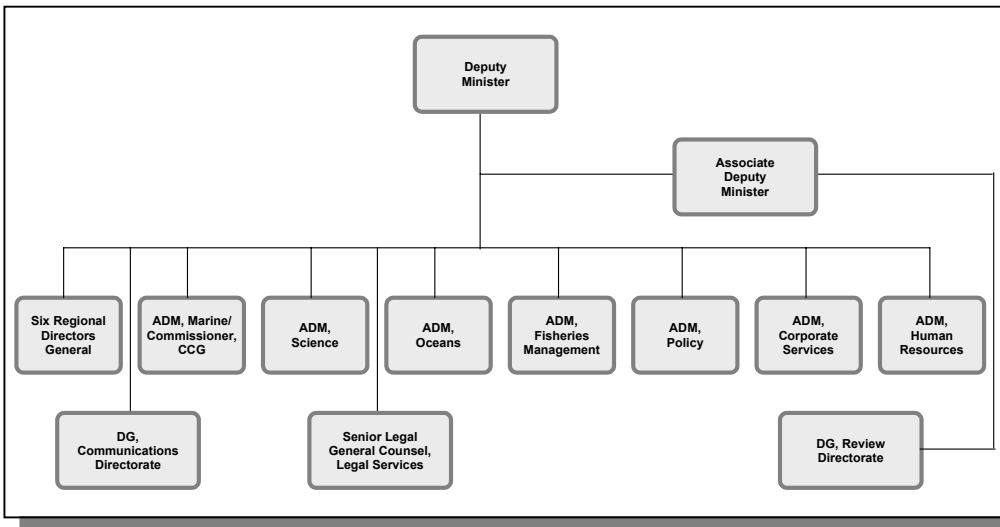 Deputy
Minister
Associate
Deputy
Minister
Six Regional
Directors
General
ADM, Marine/
Commissioner,
CCG
ADM,
Science
ADM,
Oceans
ADM,
Fisheries
Management
ADM,
Policy
ADM,
Corporate
Services
ADM,
Human
Resources
DG,
Communications
Directorate
Senior Legal
General Counsel,
Legal Services
DG, Review
Directorate